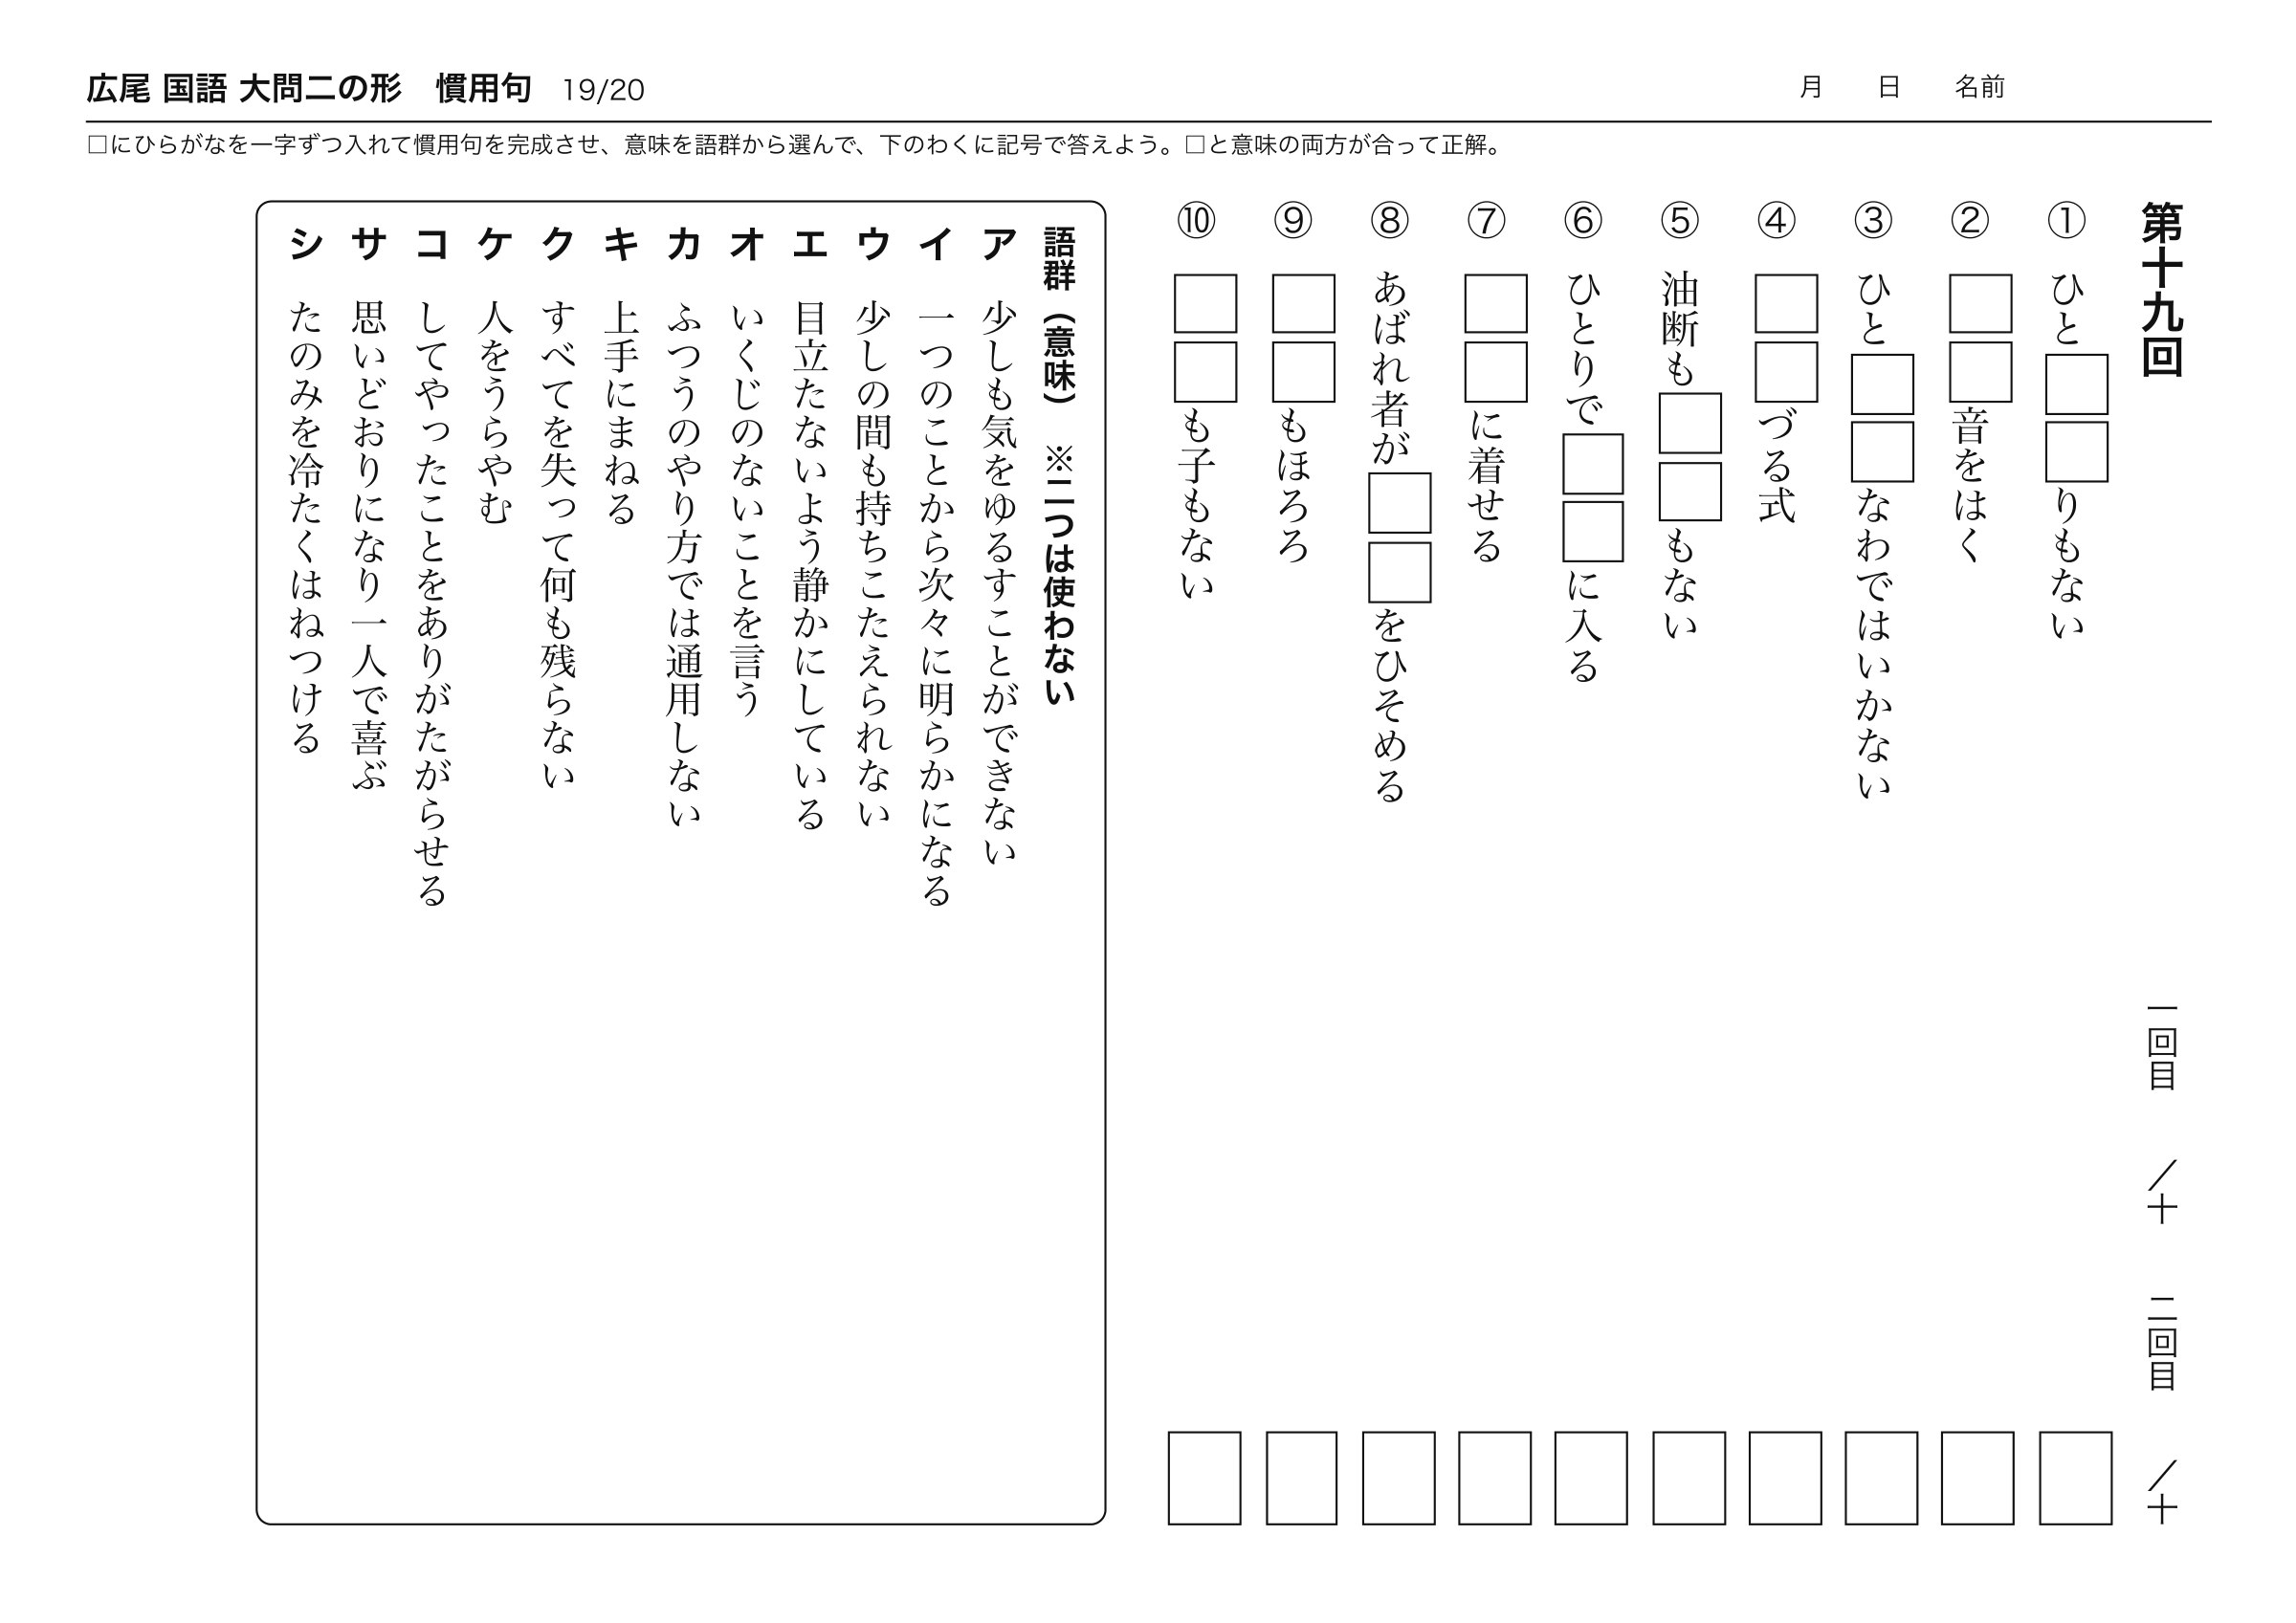 広尾 国語 大問二の形　慣用句　19/20
月　日　名前
□にひらがなを一字ずつ入れて慣用句を完成させ、意味を語群から選んで、下のわくに記号で答えよう。□と意味の両方が合って正解。
第十九回　一回目　／十　二回目　／十
① ひと□□りもない
② □□音をはく
③ ひと□□なわではいかない
④ □□づる式
⑤ 油断も□□もない
⑥ ひとりで□□に入る
⑦ □□に着せる
⑧ あばれ者が□□をひそめる
⑨ □□もほろろ
⑩ □□も子もない
語群（意味）　※二つは使わない
ア　少しも気をゆるすことができない
イ　一つのことから次々に明らかになる
ウ　少しの間も持ちこたえられない
エ　目立たないよう静かにしている
オ　いくじのないことを言う
カ　ふつうのやり方では通用しない
キ　上手にまねる
ク　すべてを失って何も残らない
ケ　人をうらやむ
コ　してやったことをありがたがらせる
サ　思いどおりになり一人で喜ぶ
シ　たのみを冷たくはねつける